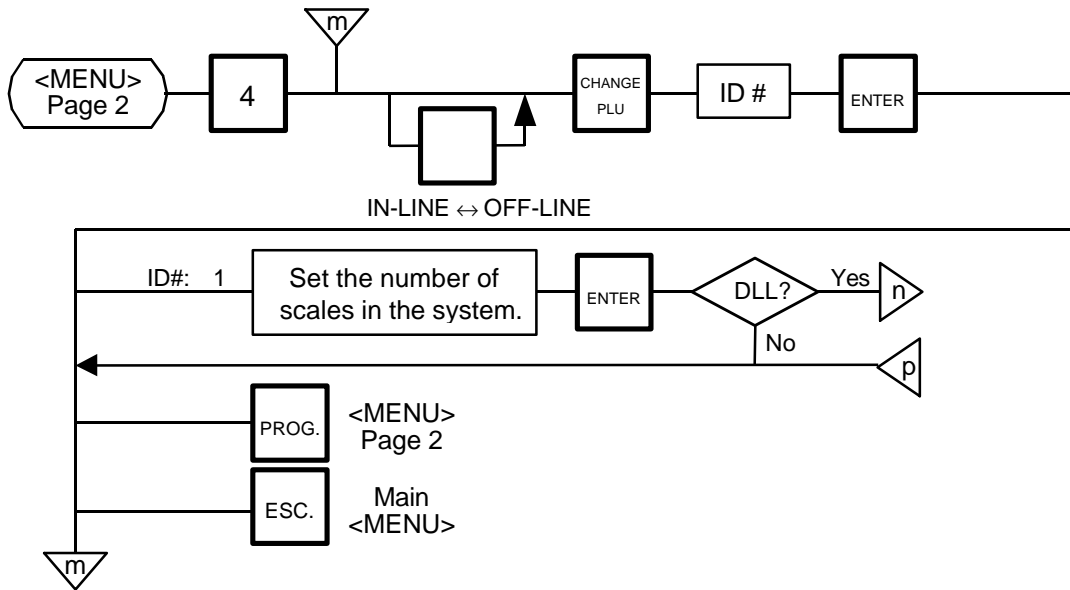 m
<MENU>
Page 2
4
CHANGE
PLU
ID #
ENTER
IN-LINE ↔ OFF-LINE
ID#: 1
Set the number of
scales in the system.
ENTER
DLL?
Yes
n
No
p
PROG.
<MENU>
Page 2
ESC.
Main
<MENU>
m